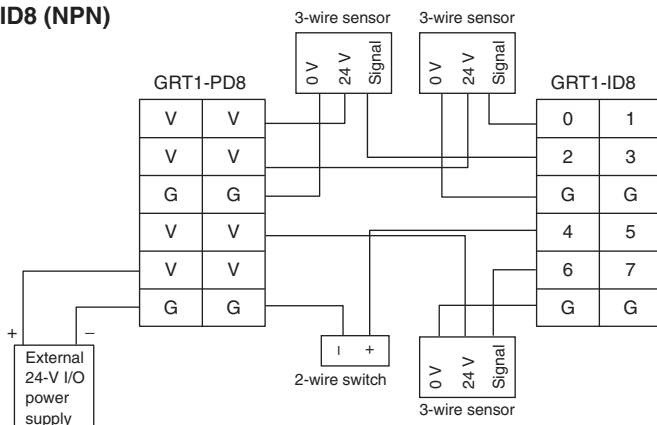 ID8 (NPN)
3-wire sensor
3-wire sensor
0 V
24 V
Signal
0 V
24 V
Signal
GRT1-PD8
GRT1-ID8
V V
V V
G G
V V
V V
G G
0 1
2 3
G G
4 5
6 7
G G
+ −
External
24-V I/O
power
supply
− +
2-wire switch
0 V
24 V
Signal
3-wire sensor